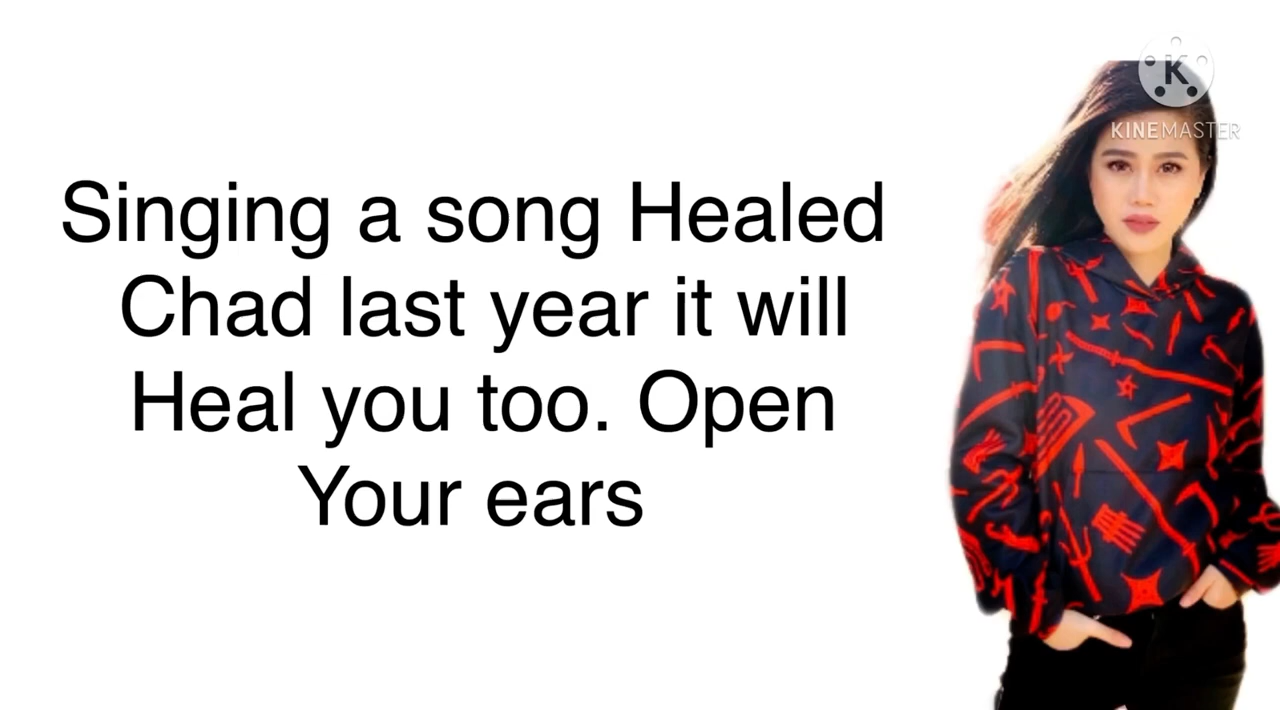 Singing a song Healed
Chad last year it will
Heal you too. Open
Your ears
K
KINEMASTER